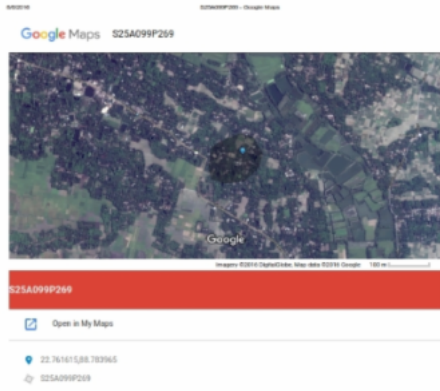 S25A099P269 - Google Maps
Google Maps S25A099P269
Google
Imagery ©2016 DigitalGlobe, Map data ©2016 Google 100 m
S25A099P269
Open in My Maps
22.761615,88.783965
S25A099P269